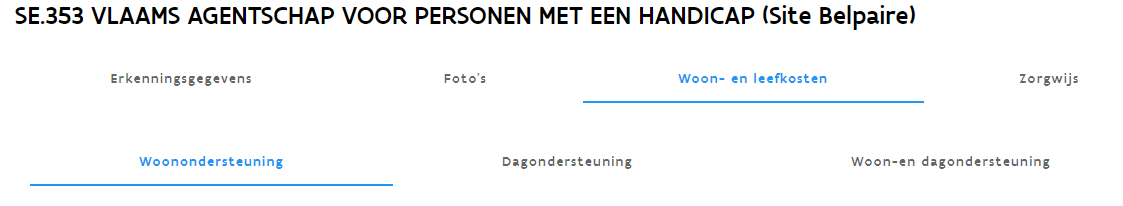 SE.353 VLAAMS AGENTSCHAP VOOR PERSONEN MET EEN HANDICAP (Site Belpaire)
Erkenningsgegevens Foto's Woon- en leefkosten Zorgwijs
Woonondersteuning Dagondersteuning Woon-en dagondersteuning